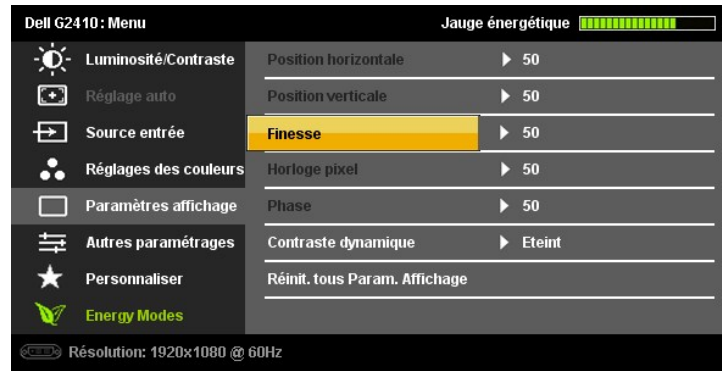 Dell G2410 : Menu
Jauge énergétique
Luminosité/Contraste
Position horizontale 50
Réglage auto
Position verticale 50
Source entrée
Finesse 50
Réglages des couleurs
Horloge pixel 50
Paramètres affichage
Phase 50
Autres paramétrages
Contraste dynamique Eteint
Personnaliser
Réinit. tous Param. Affichage
Energy Modes
Résolution: 1920x1080 @ 60Hz